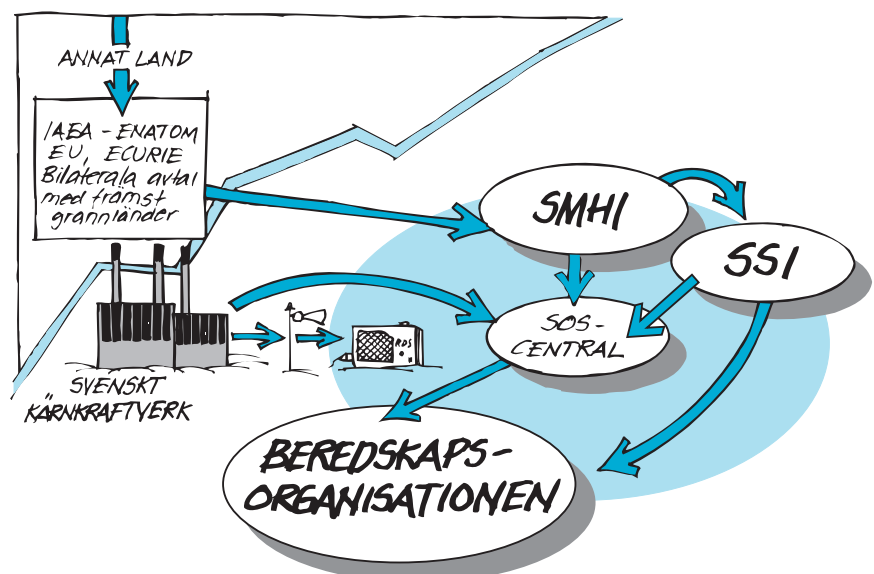 ANNAT LAND
IAEA - ENATOM
EU, ECURIE
Bilaterala avtal
med främst
grannländer
SMHI
SSI
SOS-
CENTRAL
RDS
SVENSKT
KÄRNKRAFTVERK
BEREDSKAPS-
ORGANISATIONEN